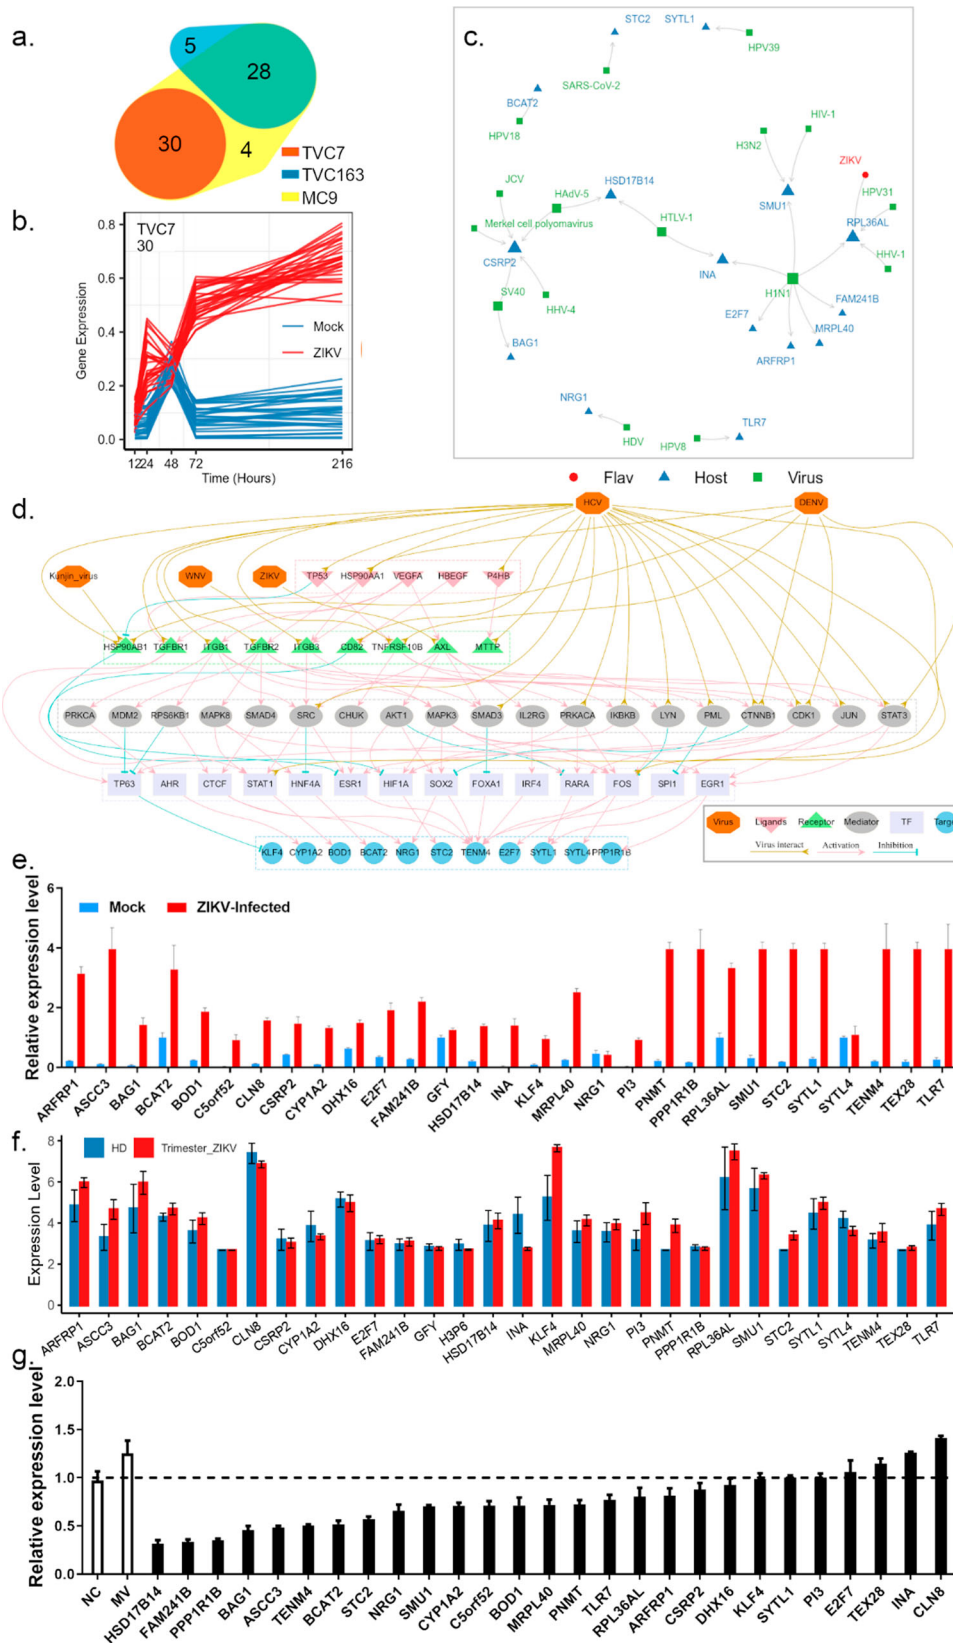 a.
5
28
30
4
TVC7
TVC163
MC9
b.
TVC7
30
0.8
0.6
0.4
0.2
0.0
Gene Expression
Mock
ZIKV
1224 48 72 216
Time (Hours)
c.
STC2 SYTL1
HPV39
SARS-CoV-2
BCAT2
HPV18
HIV-1
H3N2
ZIKV
JCV
HAdV-5
HSD17B14
SMU1
HPV31
Merkel cell polyomavirus
HTLV-1
RPL36AL
CSRP2
INA
HHV-1
SV40
HHV-4
H1N1
FAM241B
E2F7
MRPL40
BAG1
ARFRP1
NRG1
TLR7
HDV
HPV8
Flav Host Virus
d.
HCV DENV
Kunjin_virus WNV ZIKV TP53 HSP90AA1 VEGFA HBEGF P4HB
HSP90AB1 TGFBR1 ITGB1 TGFBR2 ITGB3 CD82 TNFRSF10B AXL MTTP
PRKCA MDM2 RPS6KB1 MAPK8 SMAD4 SRC CHUK AKT1 MAPK3 SMAD3 IL2RG PRKACA IKBKB LYN PML CTNNB1 CDK1 JUN STAT3
TP63 AHR CTCF STAT1 HNF4A ESR1 HIF1A SOX2 FOXA1 IRF4 RARA FOS SPI1 EGR1
KLF4 CYP1A2 BOD1 BCAT2 NRG1 STC2 TENM4 E2F7 SYTL1 SYTL4 PPP1R1B
Virus Ligands Receptor Mediator TF Targe
Virus interact Activation Inhibition
e.
6
4
2
0
Relative expression level
Mock ZIKV-Infected
ARFRP1 ASCC3 BAG1 BCAT2 BOD1 C5orf52 CLN8 CSRP2 CYP1A2 DHX16 E2F7 FAM241B GFY HSD17B14 INA KLF4 MRPL40 NRG1 PI3 PNMT PPP1R1B RPL36AL SMU1 STC2 SYTL1 SYTL4 TENM4 TEX28 TLR7
f.
8
6
4
2
0
Expression Level
HD Trimester_ZIKV
ARFRP1 ASCC3 BAG1 BCAT2 BOD1 C5orf52 CLN8 CSRP2 CYP1A2 DHX16 E2F7 FAM241B GFY H3P6 HSD17B14 INA KLF4 MRPL40 NRG1 PI3 PNMT PPP1R1B RPL36AL SMU1 STC2 SYTL1 SYTL4 TENM4 TEX28 TLR7
g.
2.0
1.5
1.0
0.5
0.0
Relative expression level
NC MV HSD17B14 FAM241B PPP1R1B BAG1 ASCC3 TENM4 BCAT2 STC2 NRG1 SMU1 CYP1A2 C5orf52 BOD1 MRPL40 PNMT TLR7 RPL36AL ARFRP1 CSRP2 DHX16 KLF4 SYTL1 PI3 E2F7 TEX28 INA CLN8